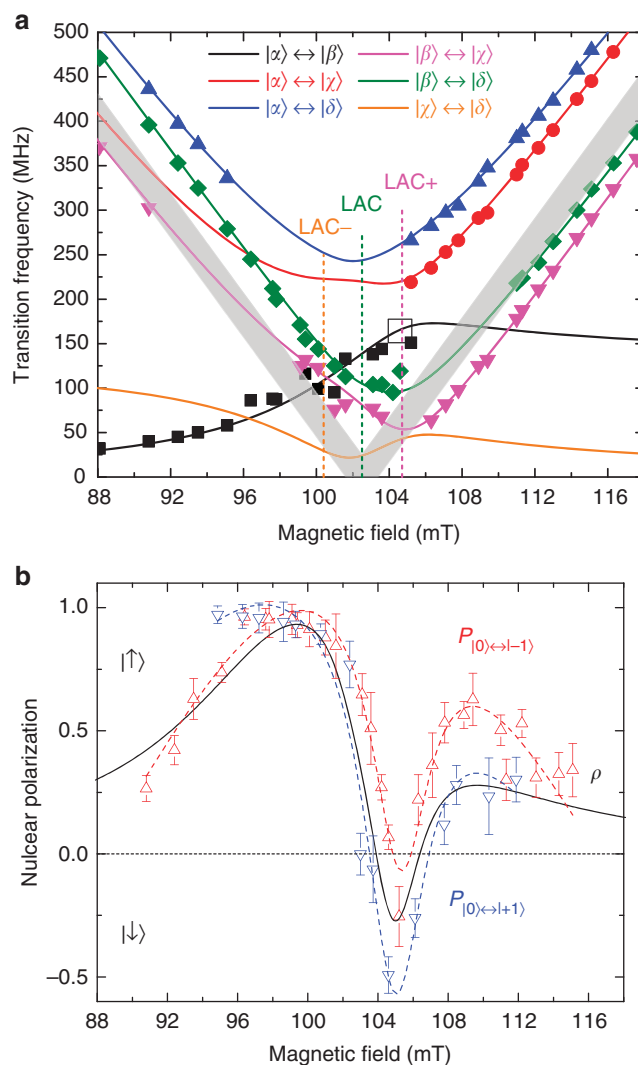 a
500
450
400
350
300
250
200
150
100
50
0
Transition frequency (MHz)
|α⟩ ↔ |β⟩
|α⟩ ↔ |χ⟩
|α⟩ ↔ |δ⟩
|β⟩ ↔ |χ⟩
|β⟩ ↔ |δ⟩
|χ⟩ ↔ |δ⟩
LAC+
LAC
LAC−
88 92 96 100 104 108 112 116
Magnetic field (mT)
b
1.0
0.5
0.0
−0.5
Nulcear polarization
|↑⟩
|↓⟩
P|0⟩↔|−1⟩
ρ
P|0⟩↔|+1⟩
88 92 96 100 104 108 112 116
Magnetic field (mT)